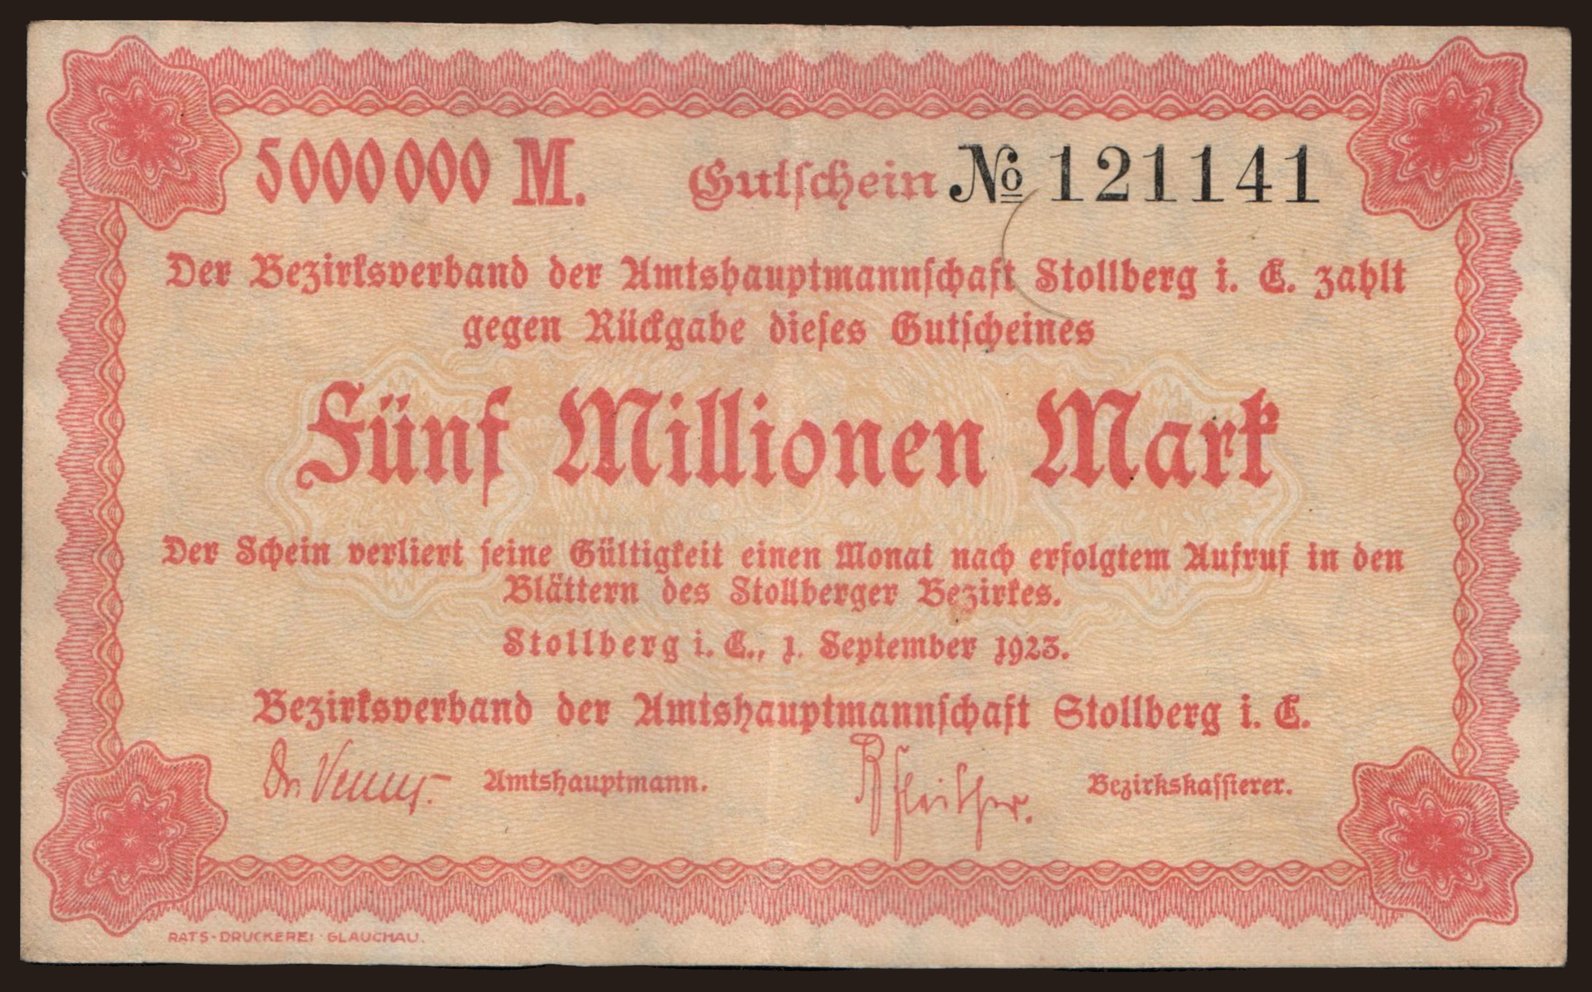 5000000 M. Gutschein № 121141
Der Bezirksverband der Amtshauptmannschaft Stollberg i. E. zahlt
gegen Rückgabe dieses Gutscheines
Fünf Millionen Mark
Der Schein verliert seine Gültigkeit einen Monat nach erfolgtem Aufruf in den
Blättern des Stollberger Bezirkes.
Stollberg i. E., 1. September 1923.
Bezirksverband der Amtshauptmannschaft Stollberg i. E.
Amtshauptmann. Bezirkskassierer.
RATS-DRUCKEREI GLAUCHAU.